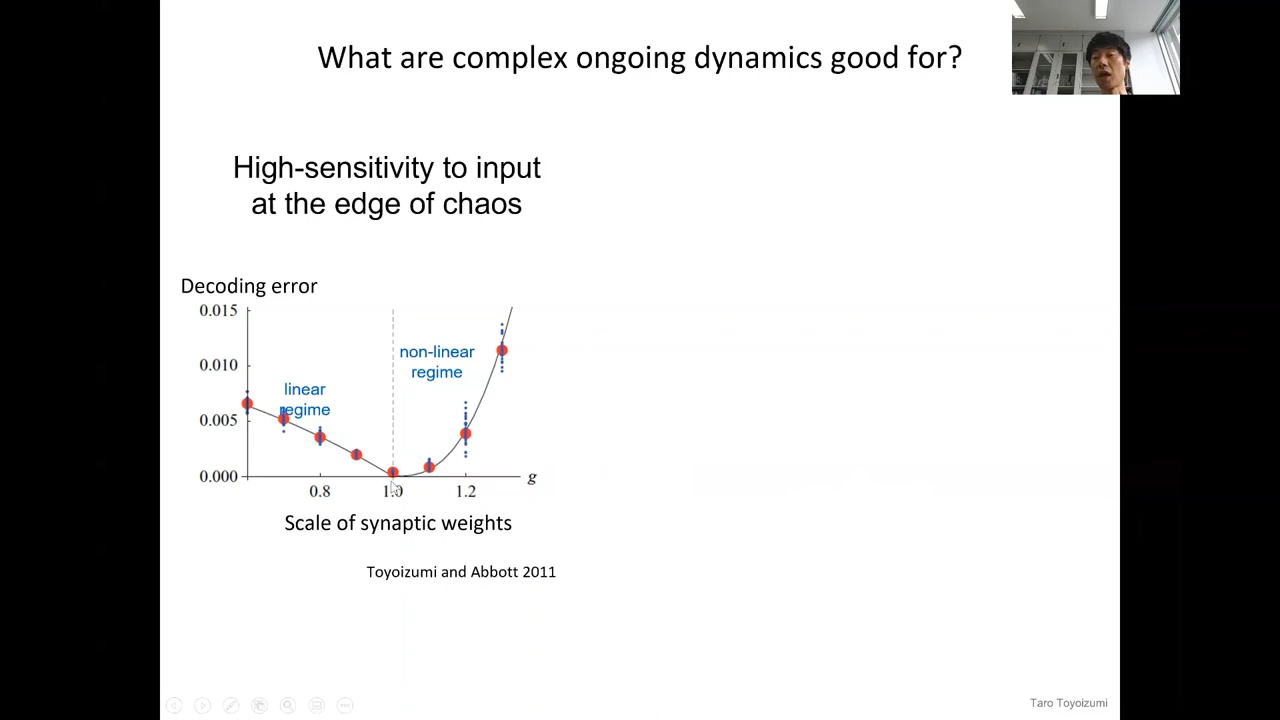 What are complex ongoing dynamics good for?
High-sensitivity to input
at the edge of chaos
Decoding error
0.015
0.010
0.005
0.000
non-linear
regime
linear
regime
0.8
1.0
1.2
g
Scale of synaptic weights
Toyoizumi and Abbott 2011
Taro Toyoizumi